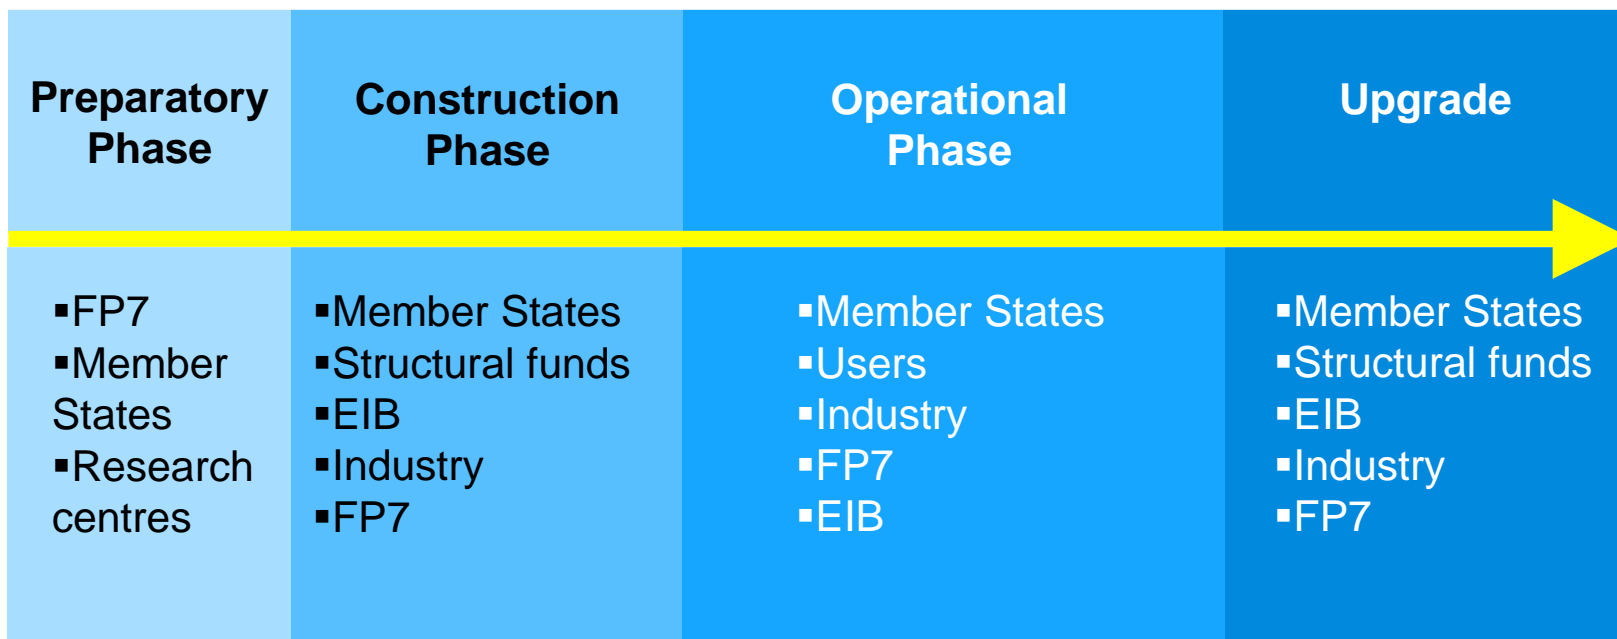 Preparatory
Phase
Construction
Phase
Operational
Phase
Upgrade
▪FP7
▪Member
States
▪Research
centres
▪Member States
▪Structural funds
▪EIB
▪Industry
▪FP7
▪Member States
▪Users
▪Industry
▪FP7
▪EIB
▪Member States
▪Structural funds
▪EIB
▪Industry
▪FP7